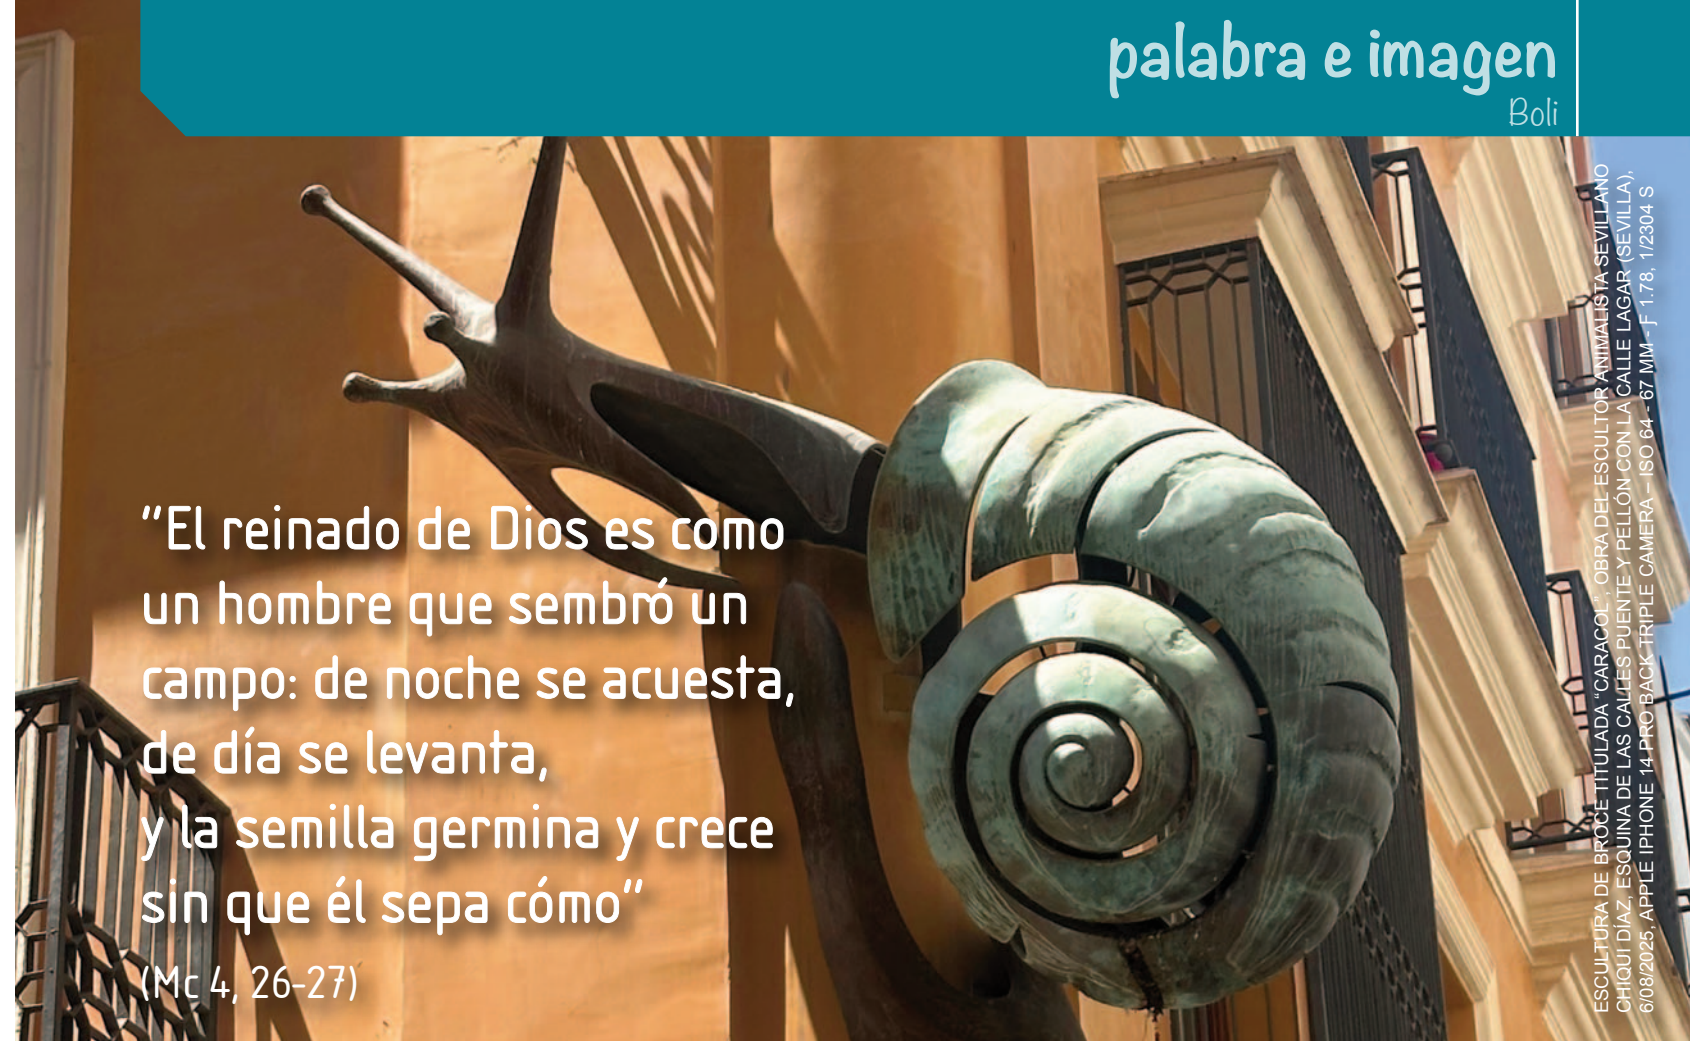 palabra e imagen
Boli
“El reinado de Dios es como
un hombre que sembró un
campo: de noche se acuesta,
de día se levanta,
y la semilla germina y crece
sin que él sepa cómo”
(Mc 4, 26-27)
ESCULTURA DE BROCE TITULADA “CARACOL”, OBRA DEL ESCULTOR ANIMALISTA SEVILLANO
CHIQUI DÍAZ, ESQUINA DE LAS CALLES PUENTE Y PELLÓN CON LA CALLE LAGAR (SEVILLA),
6/08/2025, APPLE IPHONE 14 PRO BACK TRIPLE CAMERA – ISO 64 - 67 MM - Ƒ 1.78, 1/2304 S